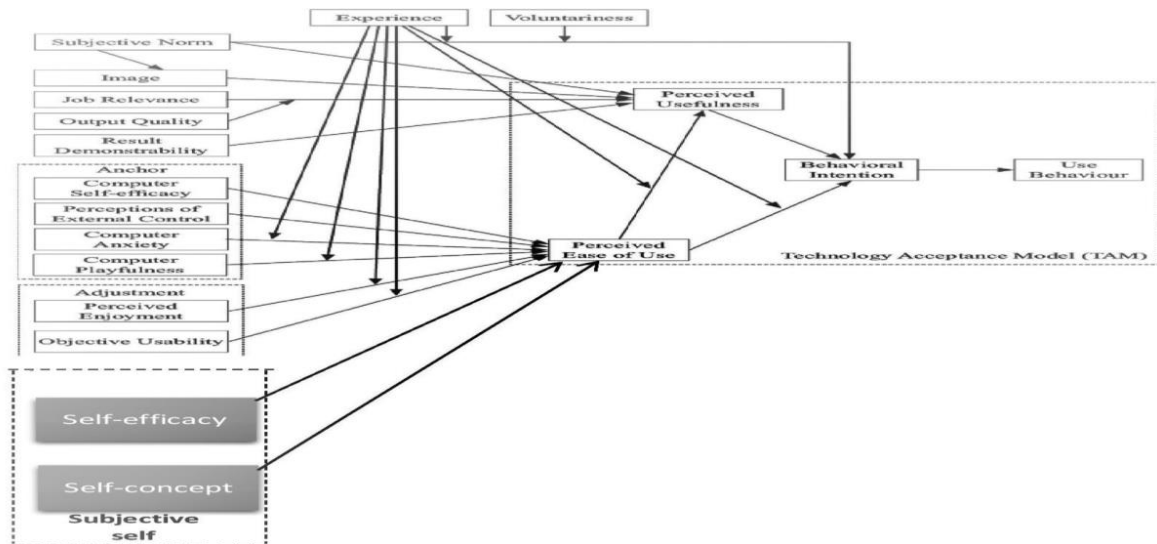 Experience
Voluntariness
Subjective Norm
Image
Job Relevance
Output Quality
Result
Demonstrability
Perceived
Usefulness
Behavioral
Intention
Use
Behaviour
Anchor
Computer
Self-efficacy
Perceptions of
External Control
Computer
Anxiety
Computer
Playfulness
Perceived
Ease of Use
Technology Acceptance Model (TAM)
Adjustment
Perceived
Enjoyment
Objective Usability
Self-efficacy
Self-concept
Subjective
self